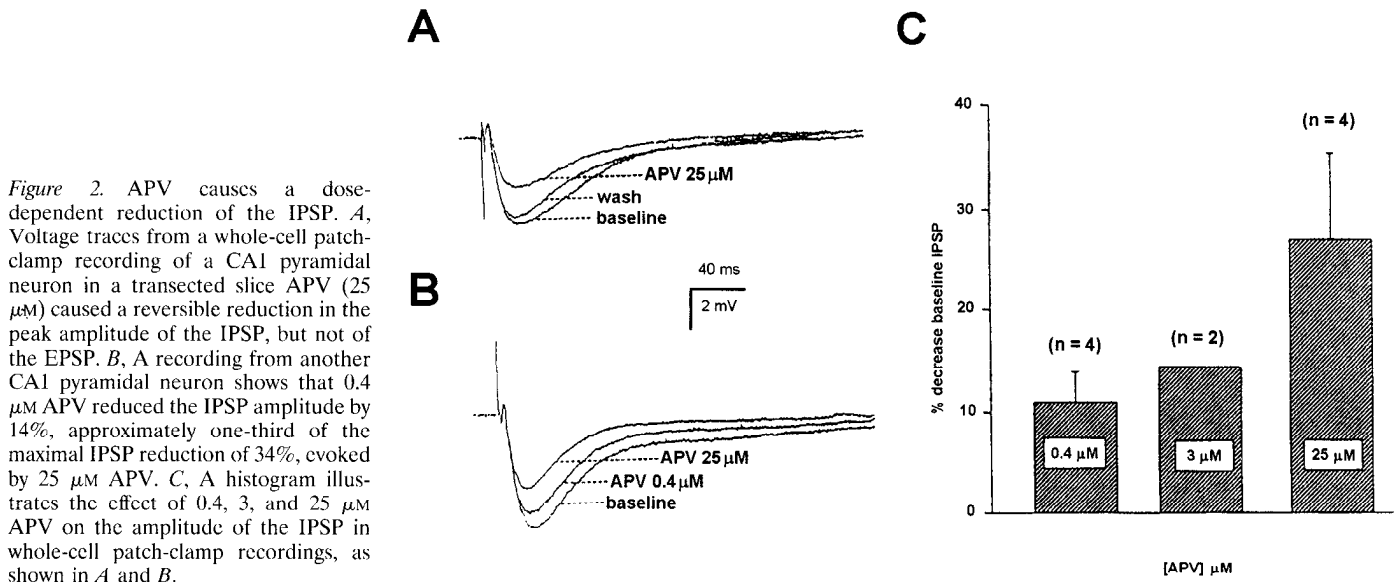 Figure 2. APV causes a dose-
dependent reduction of the IPSP. A,
Voltage traces from a whole-cell patch-
clamp recording of a CA1 pyramidal
neuron in a transected slice APV (25
μM) caused a reversible reduction in the
peak amplitude of the IPSP, but not of
the EPSP. B, A recording from another
CA1 pyramidal neuron shows that 0.4
μM APV reduced the IPSP amplitude by
14%, approximately one-third of the
maximal IPSP reduction of 34%, evoked
by 25 μM APV. C, A histogram illus-
trates the effect of 0.4, 3, and 25 μM
APV on the amplitude of the IPSP in
whole-cell patch-clamp recordings, as
shown in A and B.
A
APV 25 μM
wash
baseline
40 ms
2 mV
B
APV 25 μM
APV 0.4 μM
baseline
C
% decrease baseline IPSP
40
30
20
10
0
(n = 4)
(n = 2)
(n = 4)
0.4 μM
3 μM
25 μM
[APV] μM